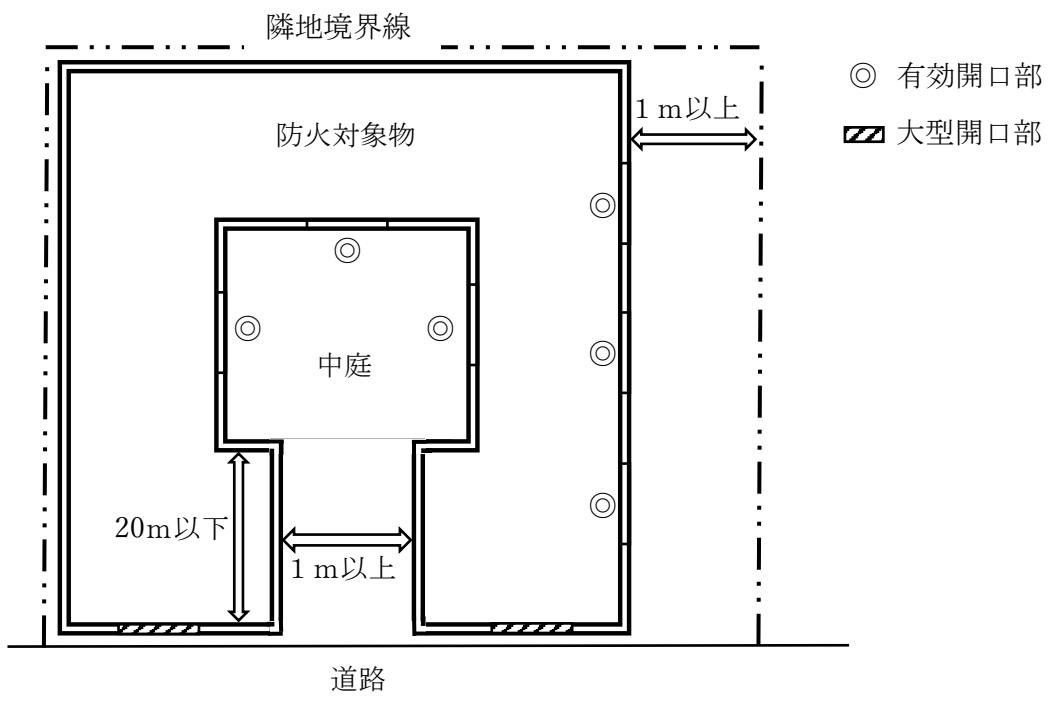 隣地境界線
◎ 有効開口部
大型開口部
1m以上
防火対象物
◎
◎
◎
◎
中庭
◎
◎
20m以下
1m以上
道路